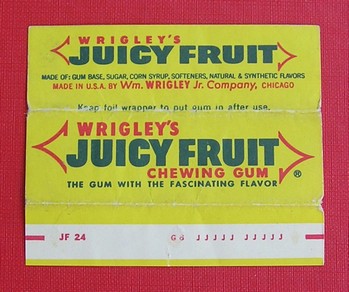 WRIGLEY'S
JUICY FRUIT
MADE OF: GUM BASE, SUGAR, CORN SYRUP, SOFTENERS, NATURAL & SYNTHETIC FLAVORS
MADE IN U.S.A. BY Wm. WRIGLEY Jr. Company, CHICAGO
Keep foil wrapper to put gum in after use.
WRIGLEY'S
JUICY FRUIT
CHEWING GUM
®
THE GUM WITH THE FASCINATING FLAVOR
JF 24 G8 JJJJJ JJJJJ